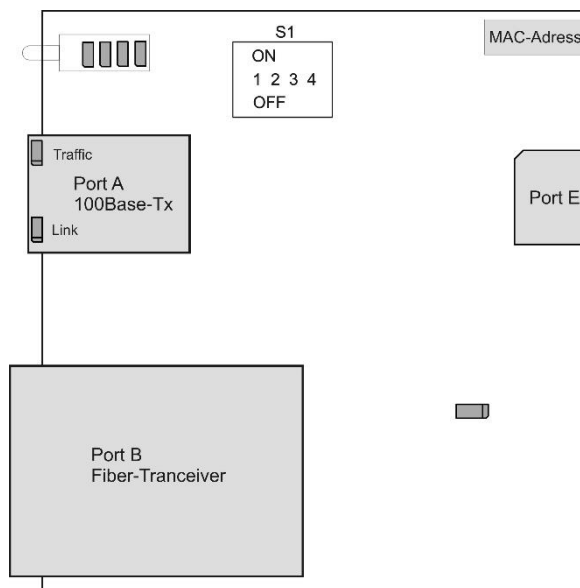 S1
ON
1 2 3 4
OFF
MAC-Adress
Traffic
Port A
100Base-Tx
Link
Port E
Port B
Fiber-Tranceiver